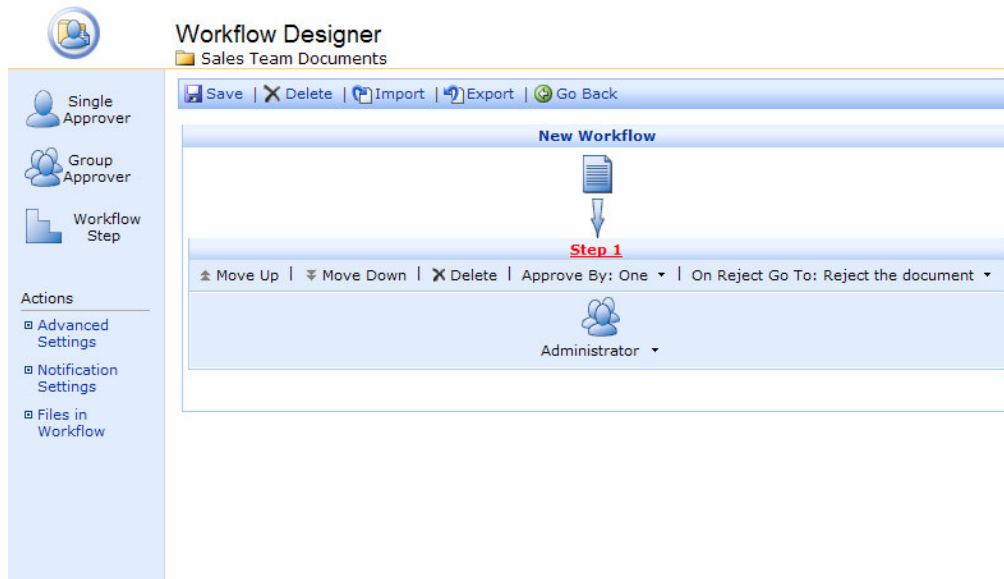 Workflow Designer
Sales Team Documents
Single
Approver
Group
Approver
Workflow
Step
Actions
Advanced
Settings
Notification
Settings
Files in
Workflow
Save | Delete | Import | Export | Go Back
New Workflow
Step 1
Move Up | Move Down | Delete | Approve By: One | On Reject Go To: Reject the document
Administrator